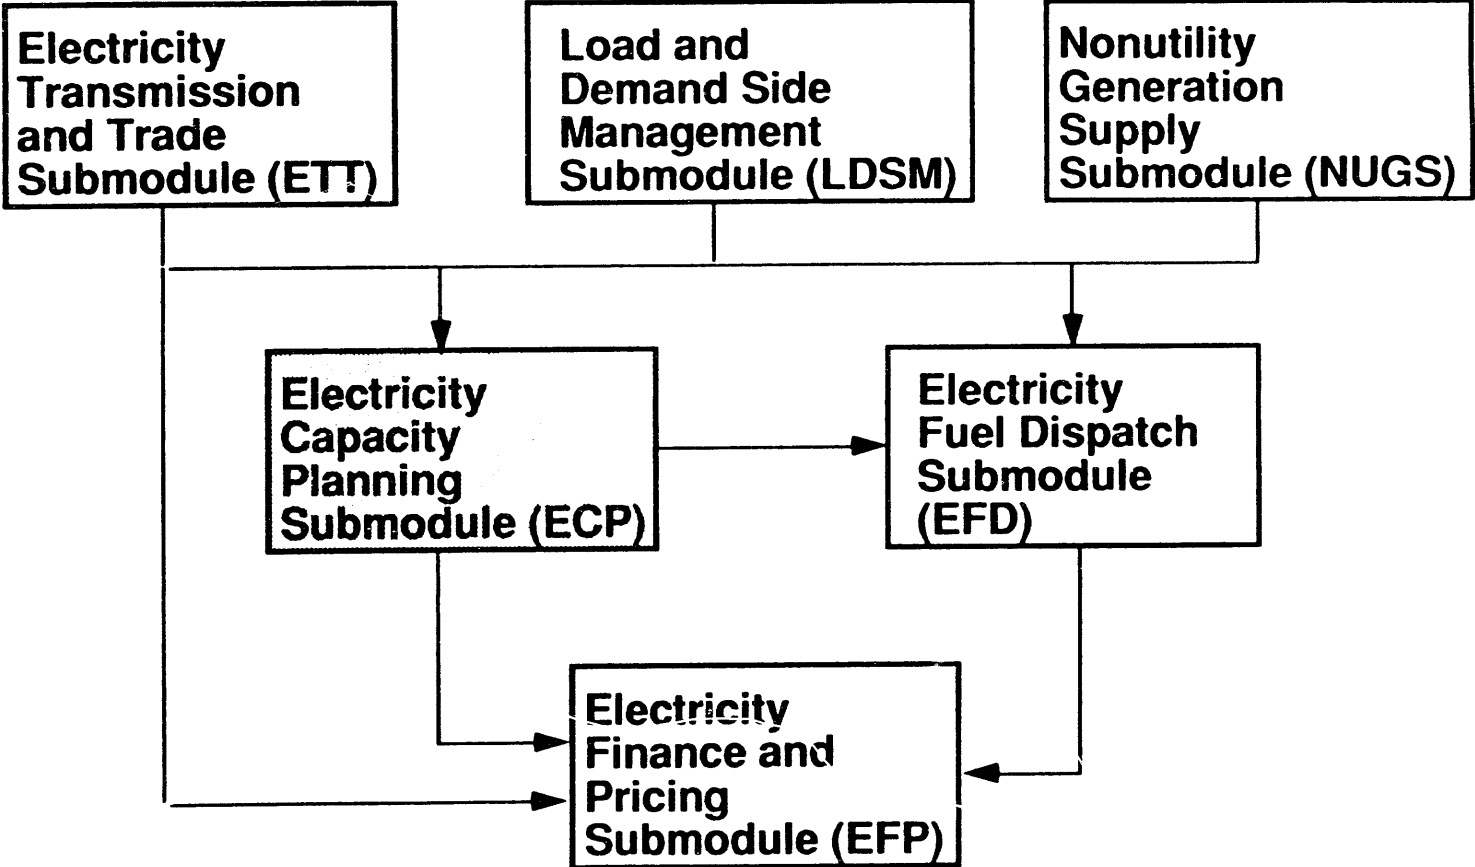 Electricity
Transmission
and Trade
Submodule (ETT)
Load and
Demand Side
Management
Submodule (LDSM)
Nonutility
Generation
Supply
Submodule (NUGS)
Electricity
Capacity
Planning
Submodule (ECP)
Electricity
Fuel Dispatch
Submodule
(EFD)
Electricity
Finance and
Pricing
Submodule (EFP)